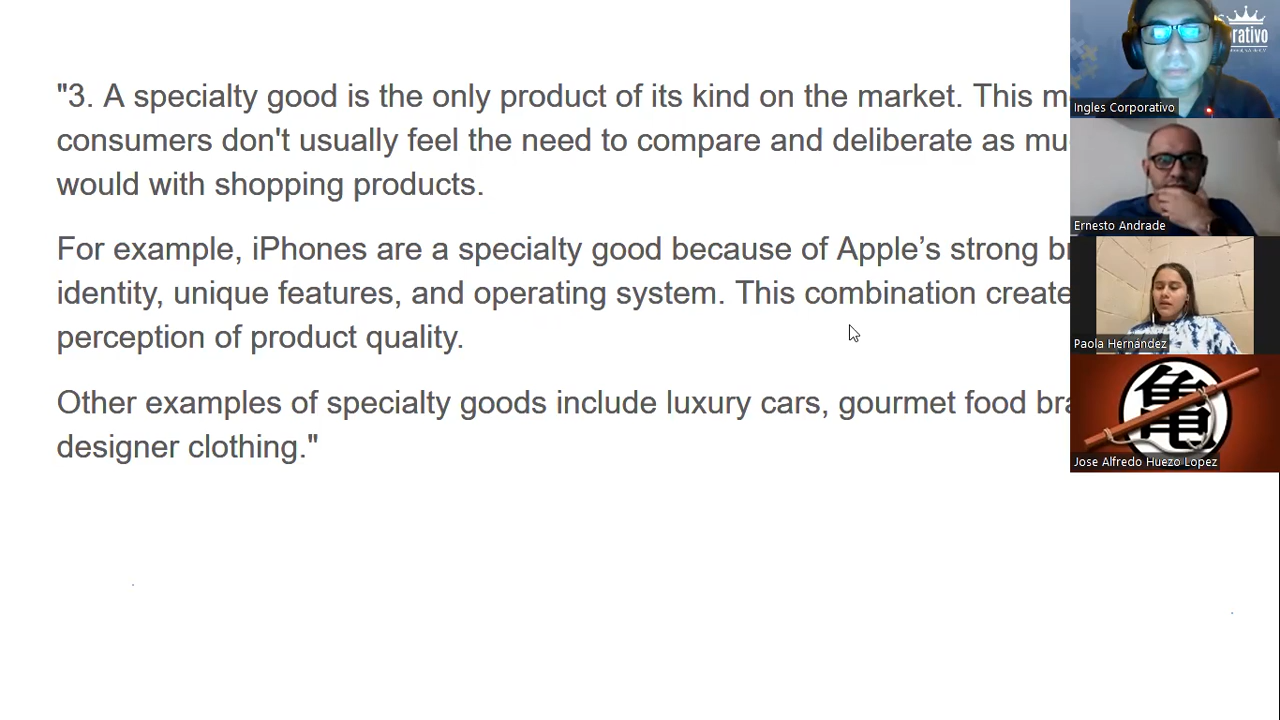 "3. A specialty good is the only product of its kind on the market. This
consumers don't usually feel the need to compare and deliberate as
would with shopping products.
For example, iPhones are a specialty good because of Apple’s strong
identity, unique features, and operating system. This combination
perception of product quality.
Other examples of specialty goods include luxury cars, gourmet food
designer clothing."
rativo
Ingles Corporativo
Ernesto Andrade
Paola Hernández
亀
Jose Alfredo Huezo Lopez